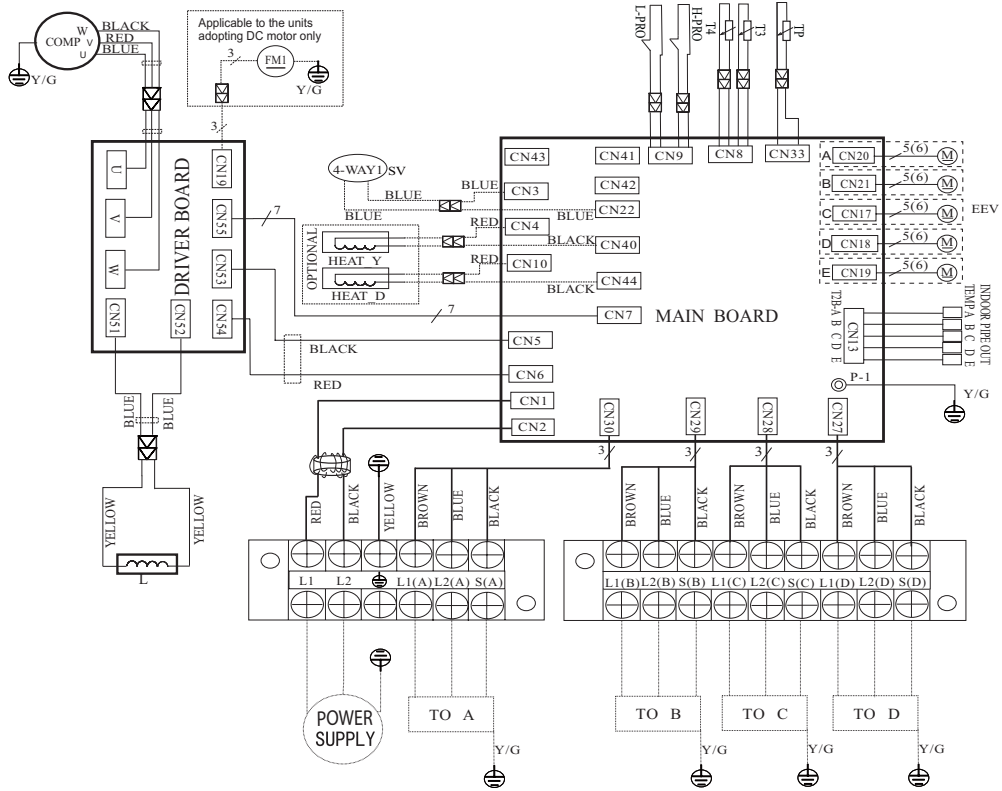 BLACK
RED
BLUE
COMP
W
V
U
Y/G
Applicable to the units
adopting DC motor only
3
FM1
Y/G
3
L-PRO
H-PRO
T4
T3
TP
DRIVER BOARD
U
V
W
CN19
CN55
CN53
CN54
CN51
CN52
7
4-WAY1
SV
BLUE
BLUE
BLUE
BLUE
RED
BLACK
RED
BLACK
OPTIONAL
HEAT_Y
HEAT_D
7
BLACK
RED
CN43
CN41
CN9
CN8
CN33
CN3
CN42
CN22
CN4
CN40
CN10
CN44
CN7
MAIN BOARD
CN5
CN6
CN1
CN2
A CN20 5(6) M
B CN21 5(6) M
C CN17 5(6) M
D CN18 5(6) M
E CN19 5(6) M
EEV
T2B-A B C D E
CN13
INDOOR PIPE OUT
TEMP.A B C D E
P-1
Y/G
CN30
CN29
CN28
CN27
3
3
3
3
BLUE
BLUE
YELLOW
YELLOW
L
RED
BLACK
YELLOW
BROWN
BLUE
BLACK
BROWN
BLUE
BLACK
BROWN
BLUE
BLACK
BROWN
BLUE
BLACK
L1 L2 L1(A) L2(A) S(A)
L1(B) L2(B) S(B) L1(C) L2(C) S(C) L1(D) L2(D) S(D)
POWER
SUPPLY
TO A
Y/G
TO B
Y/G
TO C
Y/G
TO D
Y/G